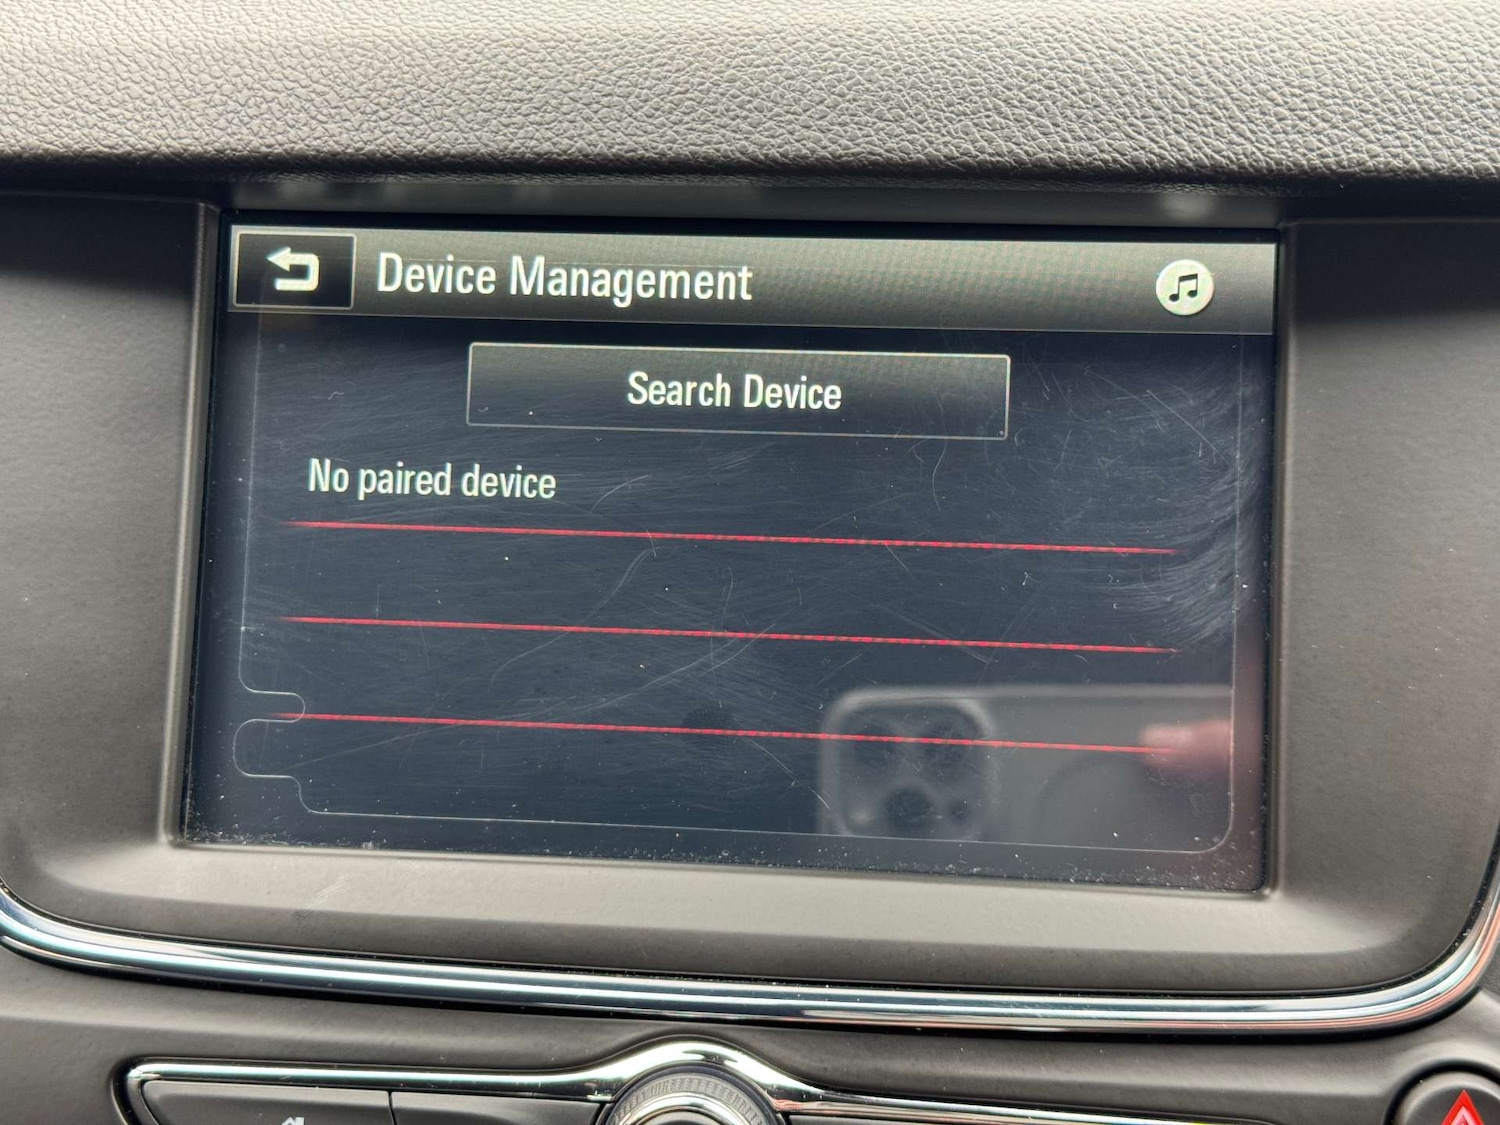 Device Management
Search Device
No paired device